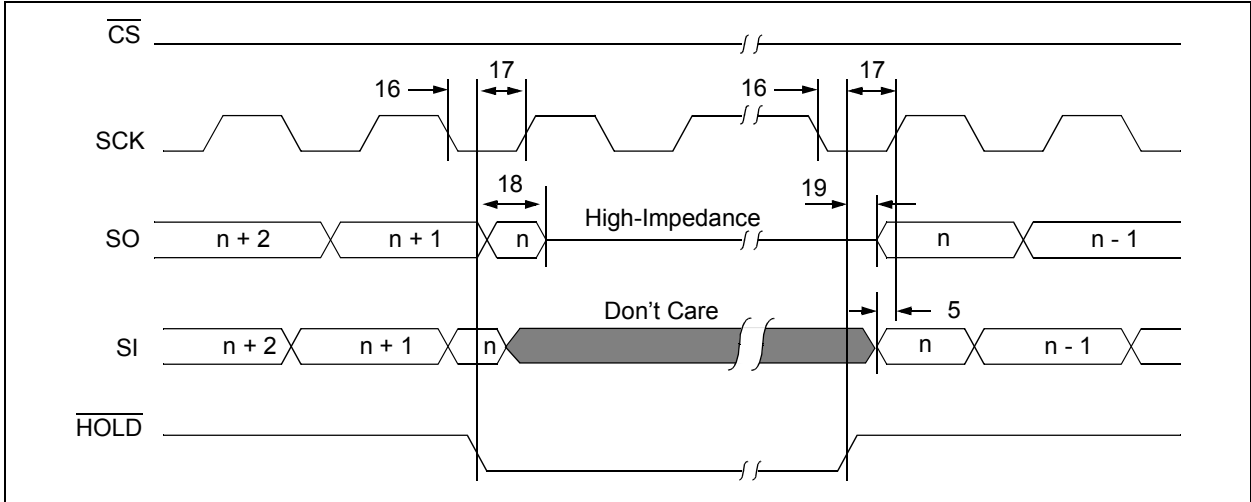 CS
16
17
16
17
SCK
18
19
SO
n + 2
n + 1
n
High-Impedance
n
n - 1
Don't Care
5
SI
n + 2
n + 1
n
n
n - 1
HOLD